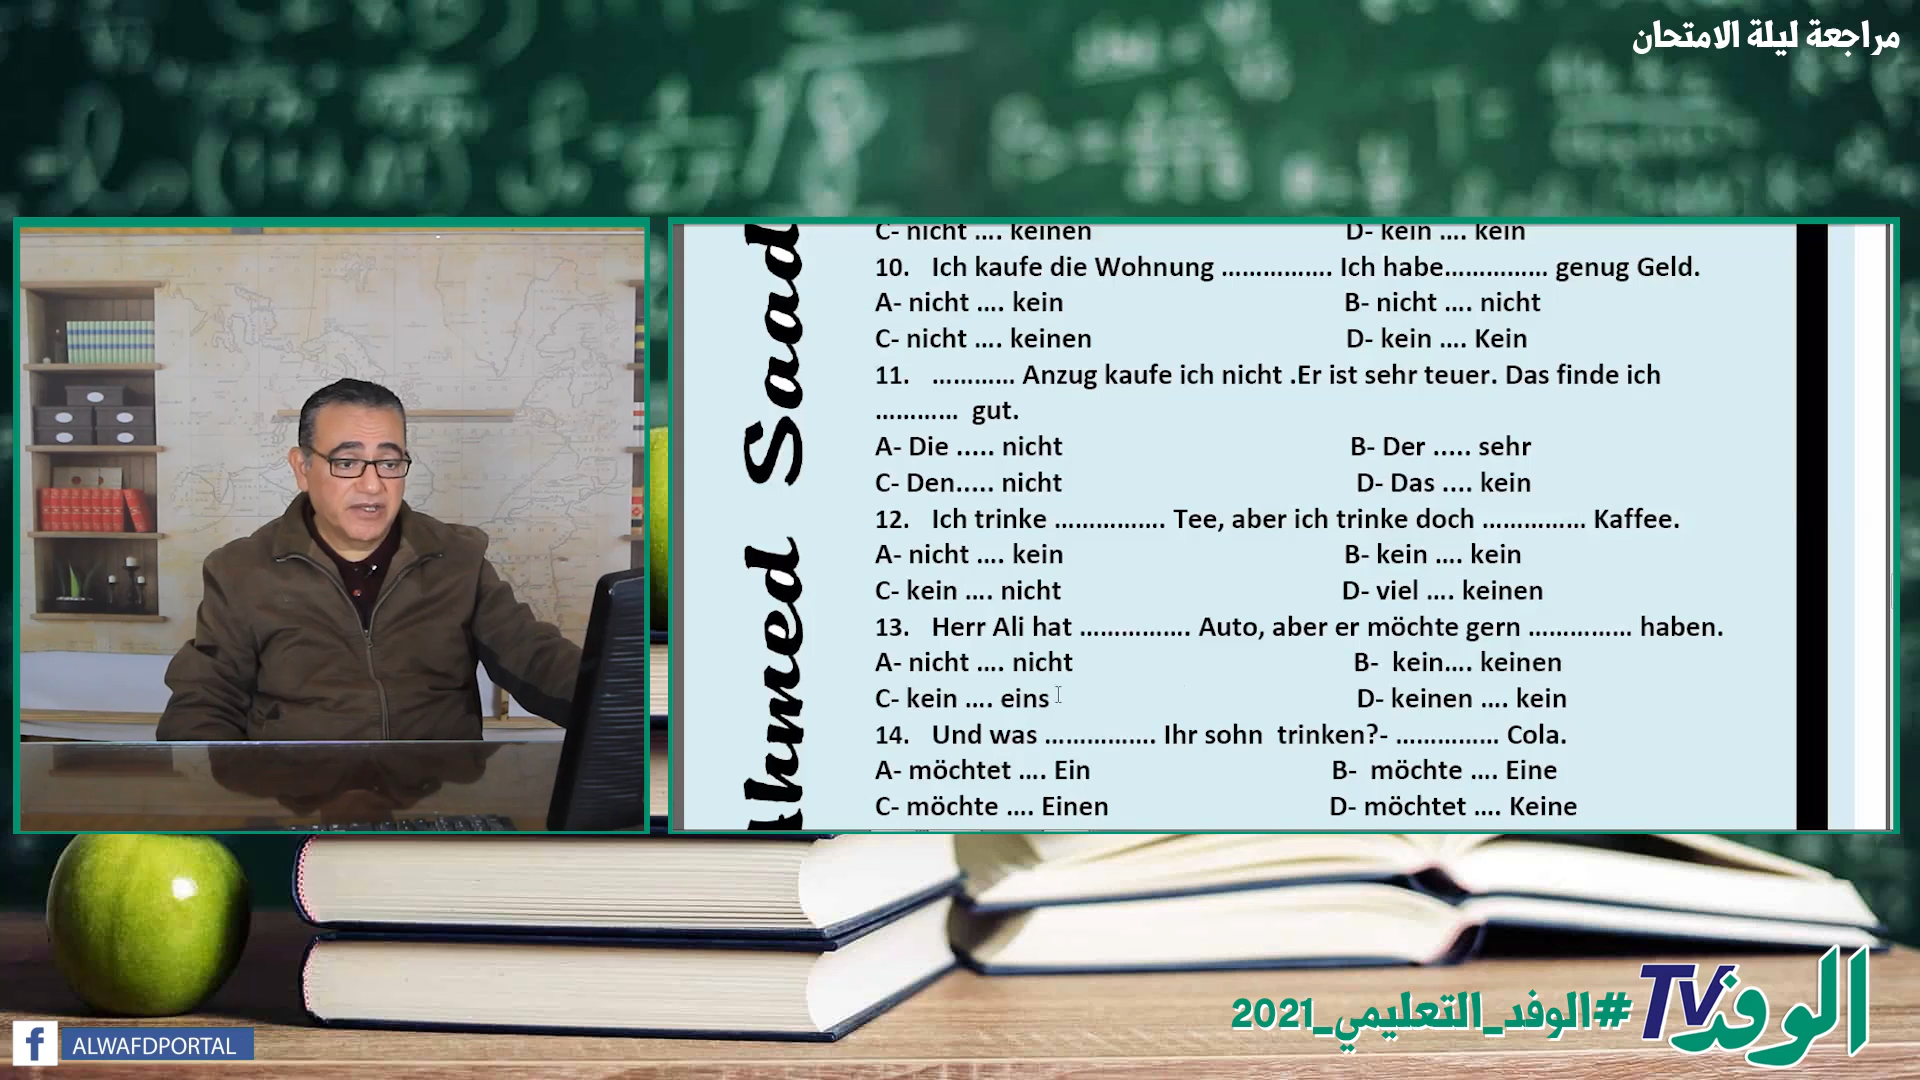 مراجعة ليلة الامتحان
C- nicht .... keinen D- kein .... kein
10. Ich kaufe die Wohnung ................ Ich habe............... genug Geld.
A- nicht .... kein B- nicht .... nicht
C- nicht .... keinen D- kein .... Kein
11. ............ Anzug kaufe ich nicht .Er ist sehr teuer. Das finde ich
............ gut.
A- Die ..... nicht B- Der ..... sehr
C- Den..... nicht D- Das .... kein
12. Ich trinke ................ Tee, aber ich trinke doch ............... Kaffee.
A- nicht .... kein B- kein .... kein
C- kein .... nicht D- viel .... keinen
13. Herr Ali hat ................ Auto, aber er möchte gern ............... haben.
A- nicht .... nicht B- kein.... keinen
C- kein .... eins D- keinen .... kein
14. Und was ................ Ihr sohn trinken?- ............... Cola.
A- möchtet .... Ein B- möchte .... Eine
C- möchte .... Einen D- möchtet .... Keine
Ahmed Saad
الوفد TV
#الوفد_التعليمي_2021
f ALWAFDPORTAL